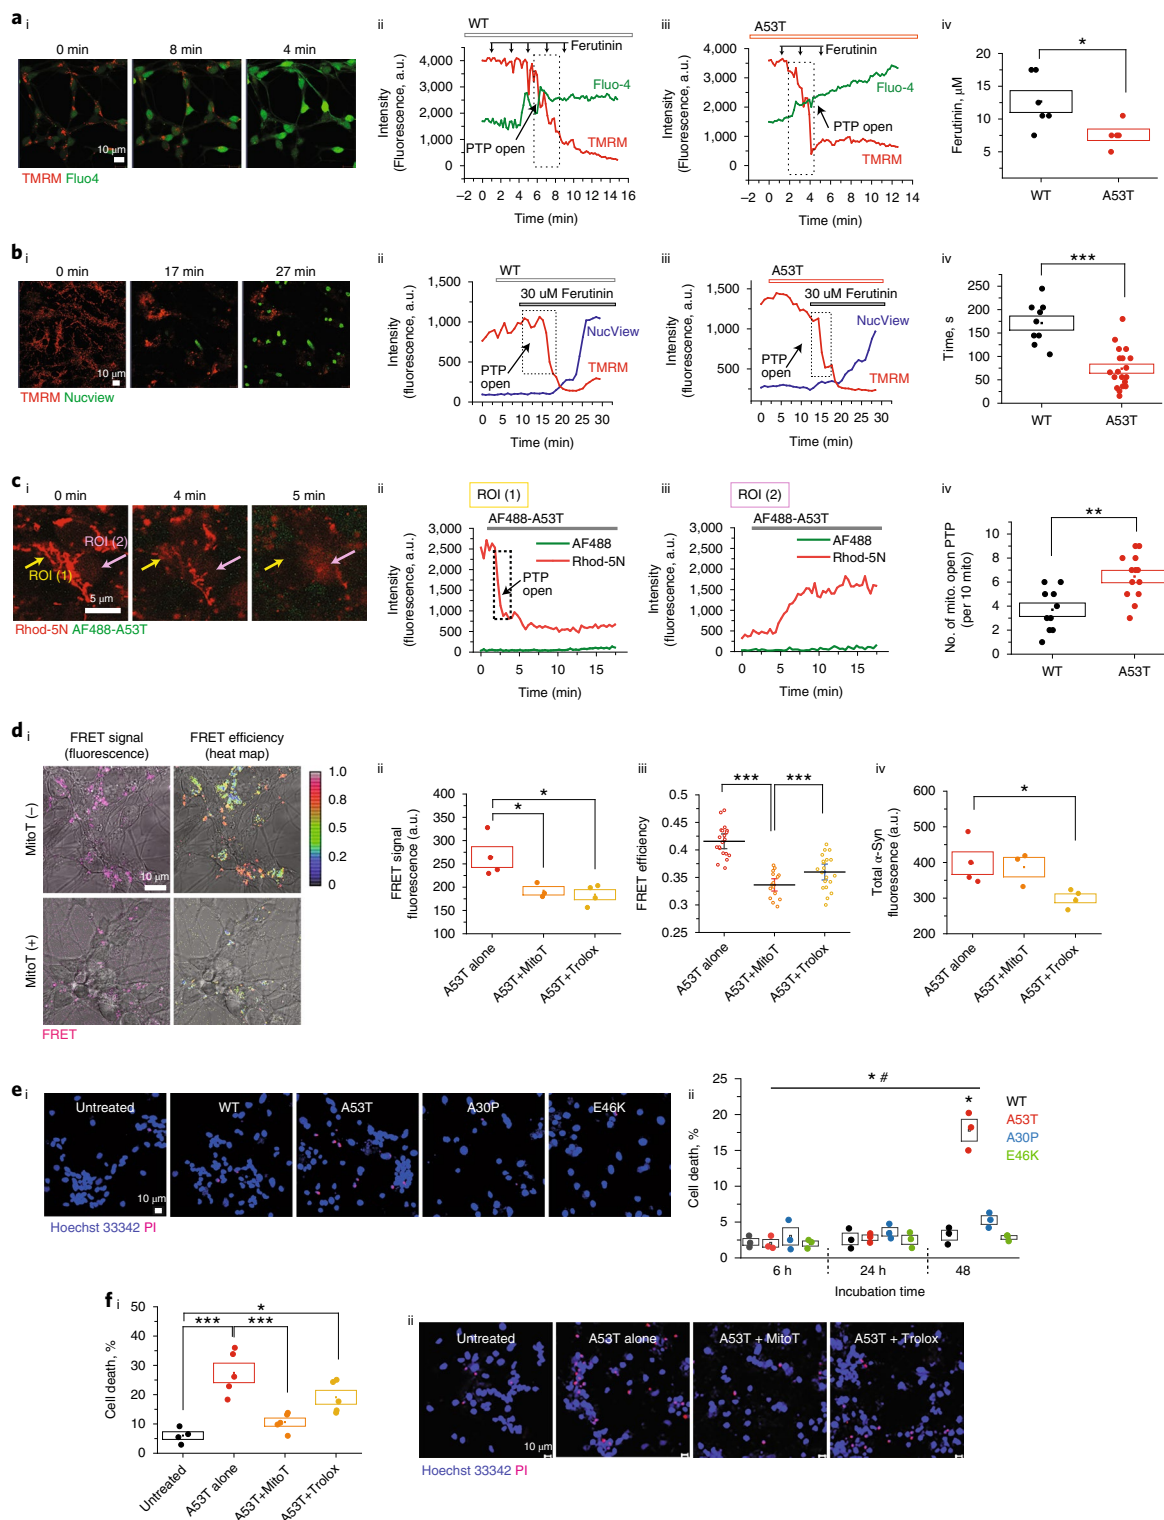 a
i
0 min
8 min
4 min
10 µm
TMRM Fluo4
ii
WT
Ferutinin
Fluo-4
PTP open
TMRM
Intensity
(Fluorescence, a.u.)
4,000
3,000
2,000
1,000
0
−2 0 2 4 6 8 10 12 14 16
Time (min)
iii
A53T
Ferutinin
Fluo-4
PTP open
TMRM
Intensity
(Fluorescence, a.u.)
4,000
3,000
2,000
1,000
0
−2 0 2 4 6 8 10 12 14
Time (min)
iv
*
Ferutinin, µM
20
15
10
5
WT
A53T
b
i
0 min
17 min
27 min
10 µm
TMRM Nucview
ii
WT
30 uM Ferutinin
NucView
PTP
open
TMRM
Intensity
(fluorescence, a.u.)
1,500
1,000
500
0
0 5 10 15 20 25 30
Time (min)
iii
A53T
30 uM Ferutinin
NucView
PTP
open
TMRM
Intensity
(fluorescence, a.u.)
1,500
1,000
500
0
0 5 10 15 20 25 30
Time (min)
iv
***
Time, s
300
250
200
150
100
50
0
WT
A53T
c
i
0 min
4 min
5 min
ROI (2)
ROI (1)
5 µm
Rhod-5N AF488-A53T
ii
ROI (1)
AF488-A53T
AF488
Rhod-5N
PTP
open
Intensity
(fluorescence, a.u.)
3,000
2,500
2,000
1,500
1,000
500
0
0 5 10 15
Time (min)
iii
ROI (2)
AF488-A53T
AF488
Rhod-5N
Intensity
(fluorescence, a.u.)
3,000
2,500
2,000
1,500
1,000
500
0
0 5 10 15
Time (min)
iv
**
No. of mito. open PTP
(per 10 mito)
12
10
8
6
4
2
0
WT
A53T
d
i
FRET signal
(fluorescence)
FRET efficiency
(heat map)
MitoT (−)
10 µm
1.0
0.8
0.6
0.5
0.2
0
MitoT (+)
FRET
ii
*
*
FRET signal
fluorescence (a.u.)
400
350
300
250
200
150
100
A53T alone
A53T+MitoT
A53T+Trolox
iii
*** ***
FRET efficiency
0.45
0.4
0.35
0.3
0.25
A53T alone
A53T+MitoT
A53T+Trolox
iv
*
Total α-Syn
fluorescence (a.u.)
600
500
400
300
200
A53T alone
A53T+MitoT
A53T+Trolox
e
i
Untreated
WT
A53T
A30P
E46K
10 µm
Hoechst 33342 PI
ii
* #
*
WT
A53T
A30P
E46K
Cell death, %
25
20
15
10
5
0
6 h
24 h
48
Incubation time
f
i
*
*** ***
Cell death, %
50
40
30
20
10
0
Untreated
A53T alone
A53T+MitoT
A53T+Trolox
ii
Untreated
A53T alone
A53T + MitoT
A53T + Trolox
10 µm
Hoechst 33342 PI